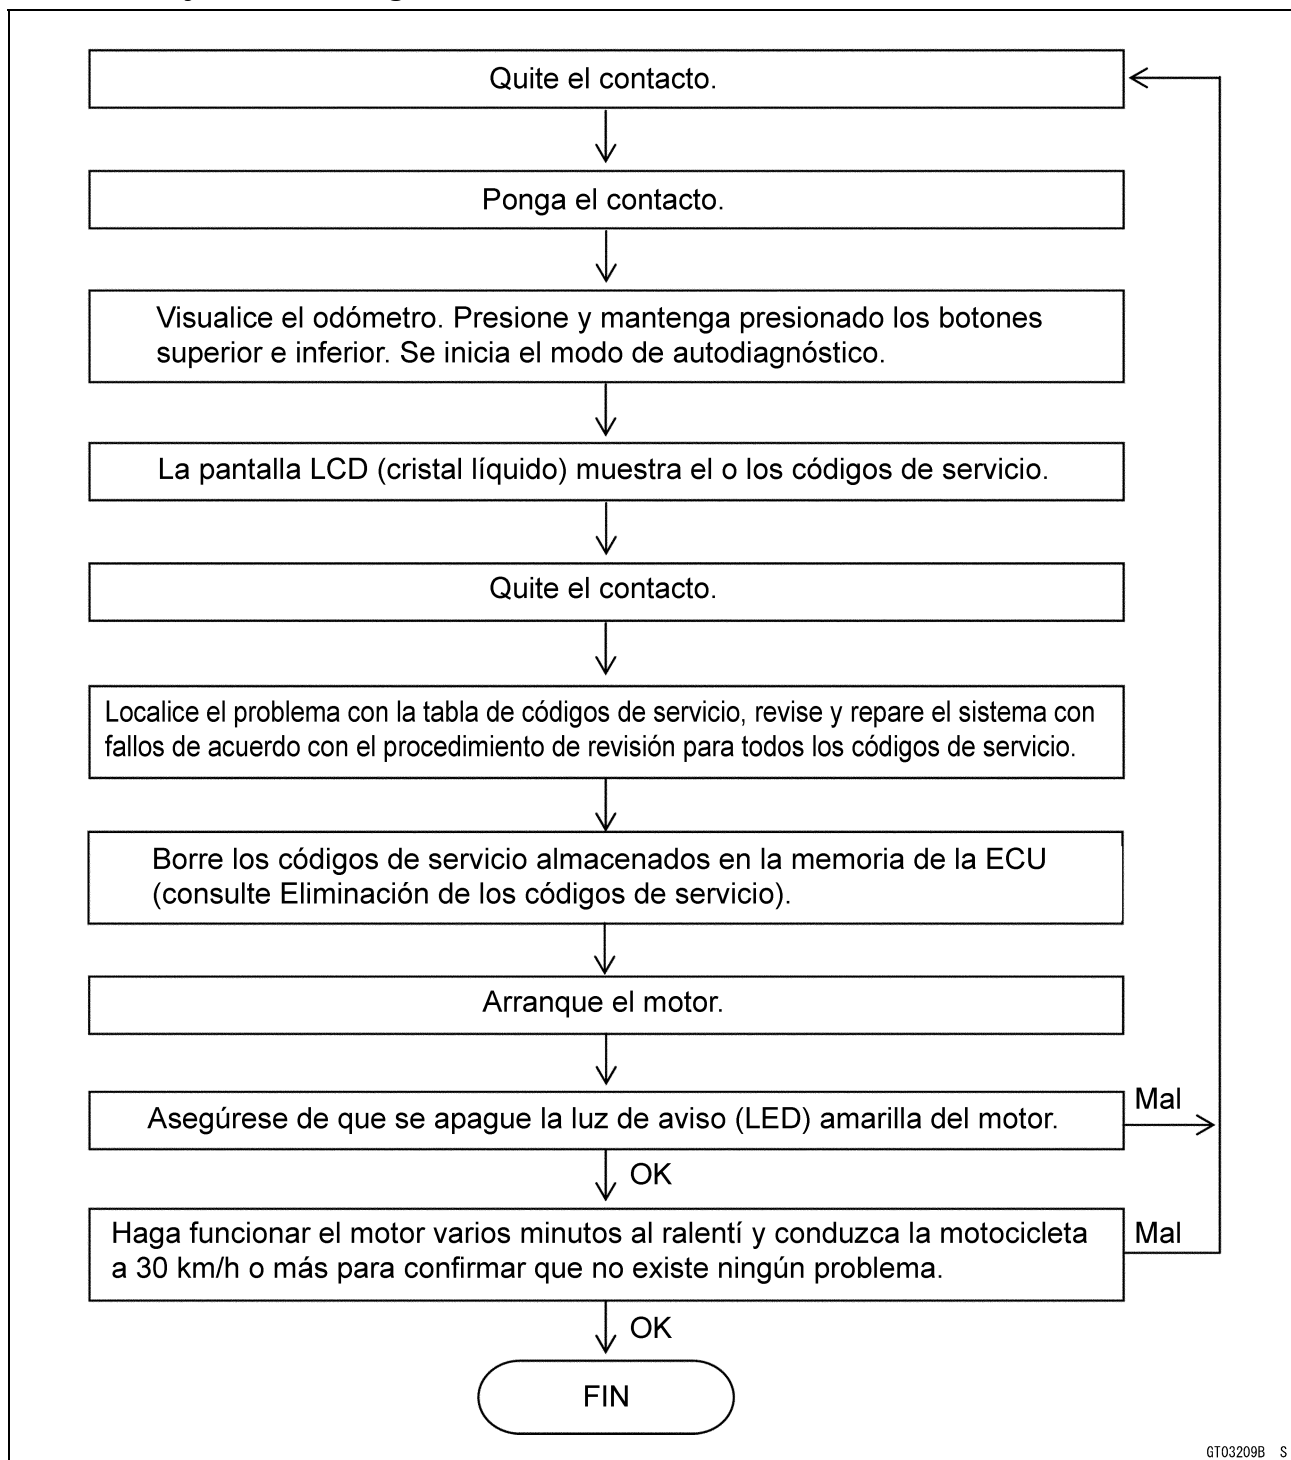 Quite el contacto.
Ponga el contacto.
Visualice el odómetro. Presione y mantenga presionado los botones
superior e inferior. Se inicia el modo de autodiagnóstico.
La pantalla LCD (cristal líquido) muestra el o los códigos de servicio.
Quite el contacto.
Localice el problema con la tabla de códigos de servicio, revise y repare el sistema con
fallos de acuerdo con el procedimiento de revisión para todos los códigos de servicio.
Borre los códigos de servicio almacenados en la memoria de la ECU
(consulte Eliminación de los códigos de servicio).
Arranque el motor.
Asegúrese de que se apague la luz de aviso (LED) amarilla del motor.
Mal
OK
Haga funcionar el motor varios minutos al ralentí y conduzca la motocicleta
a 30 km/h o más para confirmar que no existe ningún problema.
Mal
OK
FIN
GT03209B S